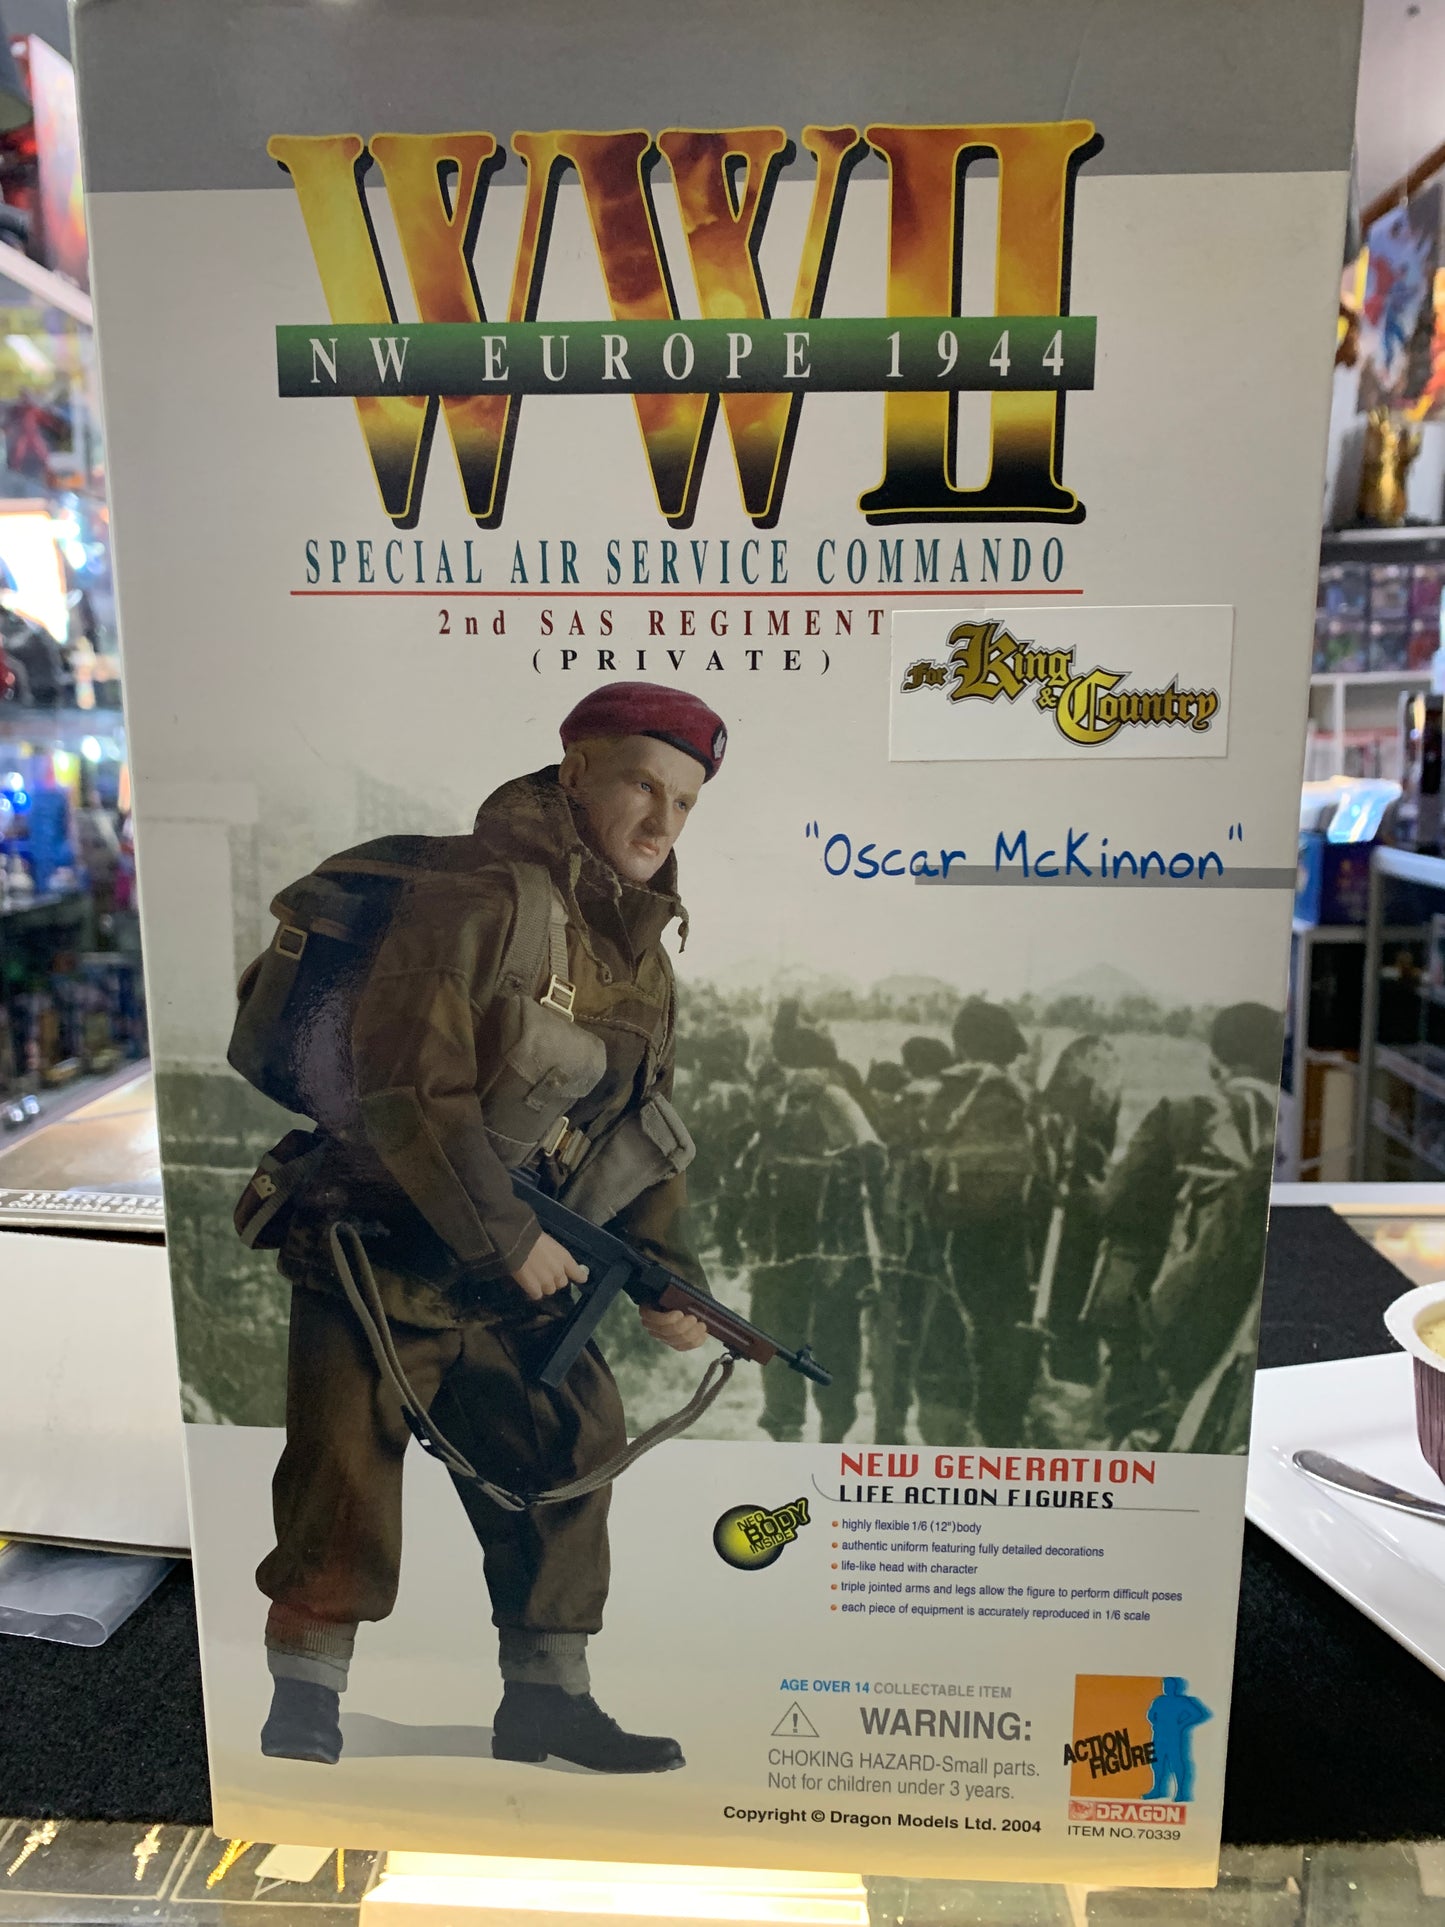 WWII
NW EUROPE 1944
SPECIAL AIR SERVICE COMMANDO
2nd SAS REGIMENT
(PRIVATE)
For King & Country
"Oscar McKinnon"
NEW GENERATION
LIFE ACTION FIGURES
NEO
BODY
INSIDE
highly flexible 1/6 (12")body
authentic uniform featuring fully detailed decorations
life-like head with character
triple jointed arms and legs allow the figure to perform difficult poses
each piece of equipment is accurately reproduced in 1/6 scale
AGE OVER 14 COLLECTABLE ITEM
WARNING:
CHOKING HAZARD-Small parts.
Not for children under 3 years.
Copyright © Dragon Models Ltd. 2004
ACTION
FIGURE
DRAGON
ITEM NO.70339